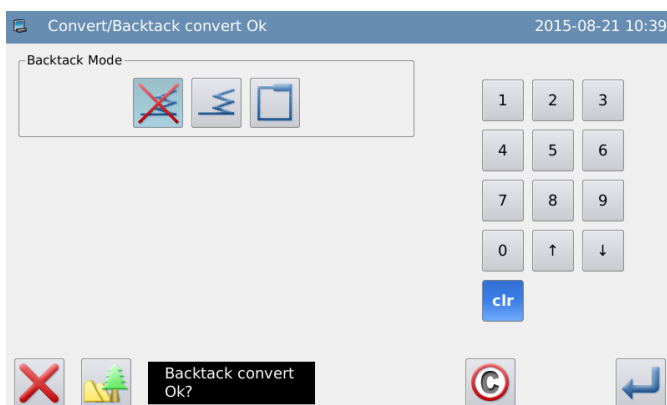 Convert/Backtack convert Ok 2015-08-21 10:39
Backtack Mode
1 2 3
4 5 6
7 8 9
0 ↑ ↓
clr
Backtack convert
Ok?
C